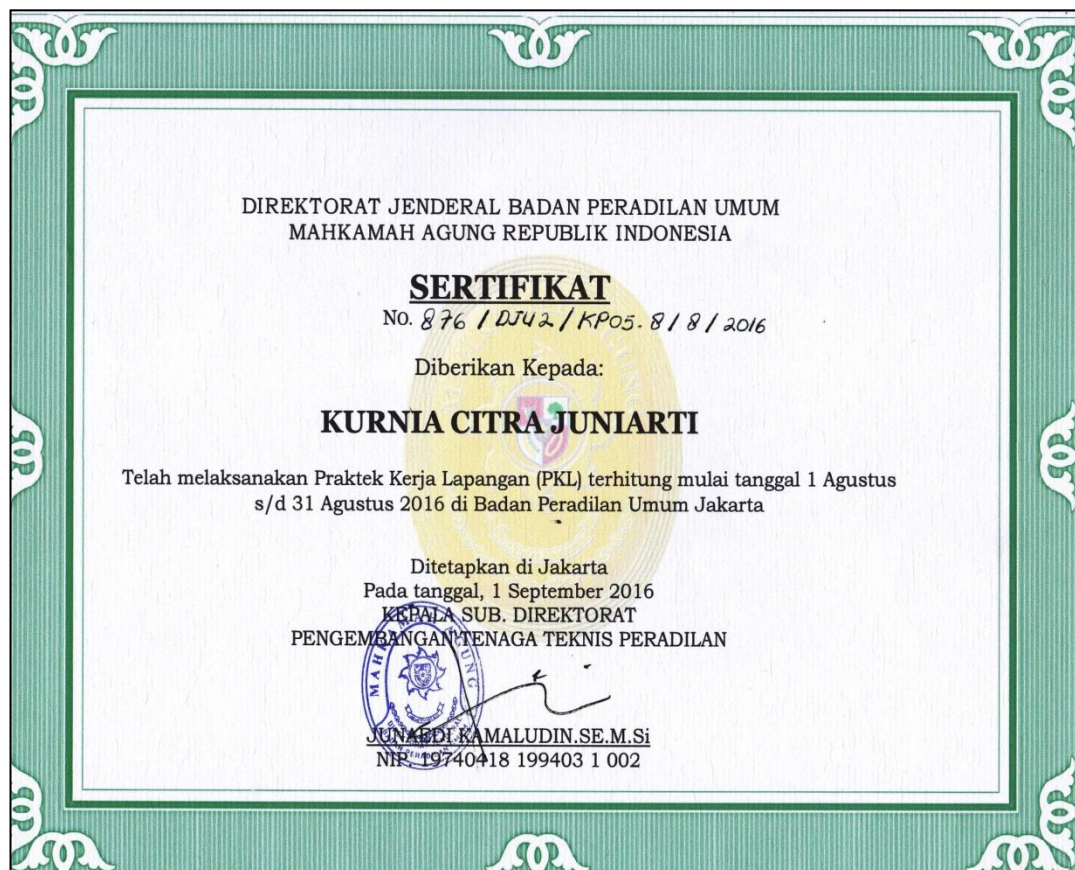 DIREKTORAT JENDERAL BADAN PERADILAN UMUM
MAHKAMAH AGUNG REPUBLIK INDONESIA
SERTIFIKAT
No. 876 / DJU2 / KP05.8 / 8 / 2016
Diberikan Kepada:
KURNIA CITRA JUNIARTI
Telah melaksanakan Praktek Kerja Lapangan (PKL) terhitung mulai tanggal 1 Agustus
s/d 31 Agustus 2016 di Badan Peradilan Umum Jakarta
Ditetapkan di Jakarta
Pada tanggal, 1 September 2016
KEPALA SUB. DIREKTORAT
PENGEMBANGAN TENAGA TEKNIS PERADILAN
MAHKAMAH AGUNG
JUNAEDI KAMALUDIN.SE.M.Si
NIP. 19740418 199403 1 002